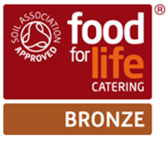 SOIL ASSOCIATION
APPROVED
food
for life
CATERING
®
BRONZE